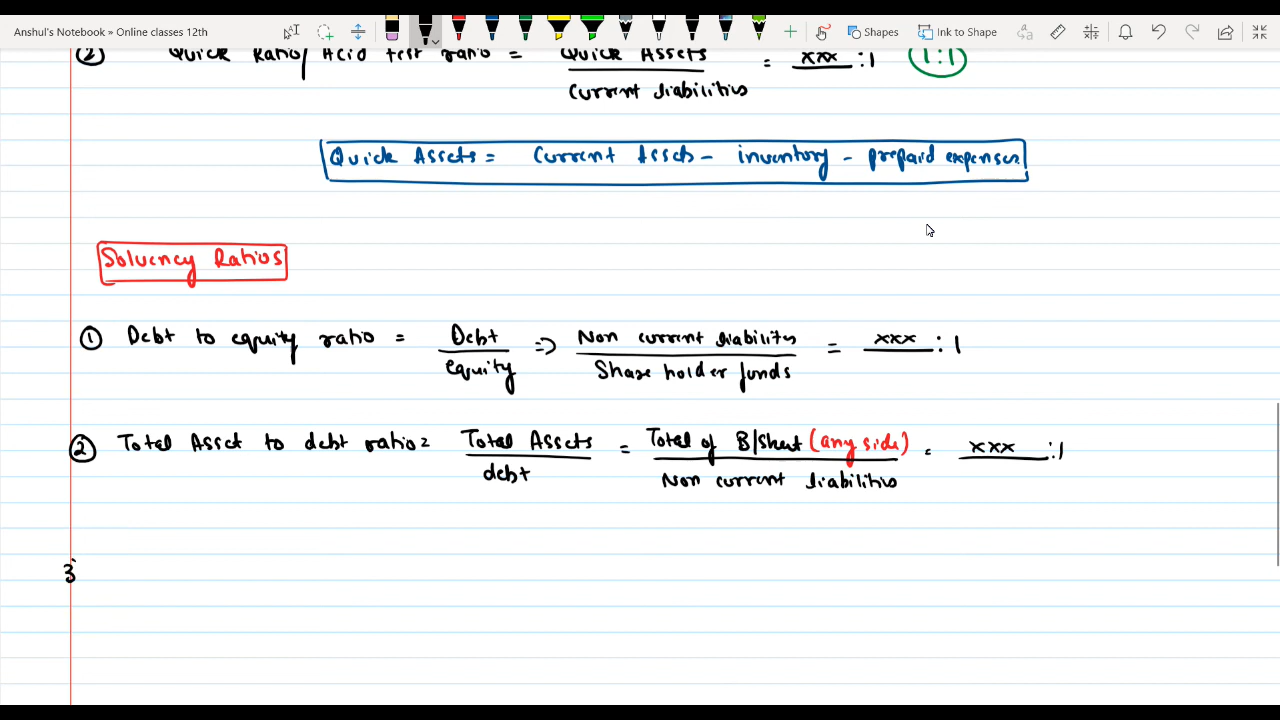 Anshul's Notebook » Online classes 12th
Shapes
Ink to Shape
② Quick Ratio/ Acid test ratio = Quick Assets = xxx :1 (1:1)
Current liabilities
Quick Assets = Current Assets - inventory - prepaid expenses
Solvency Ratios
① Debt to equity ratio = Debt => Non current liabilities = xxx : 1
equity Share holder funds
② Total Asset to debt ratio = Total Assets = Total of B/Sheet (any side) = xxx :1
debt Non current liabilities
3